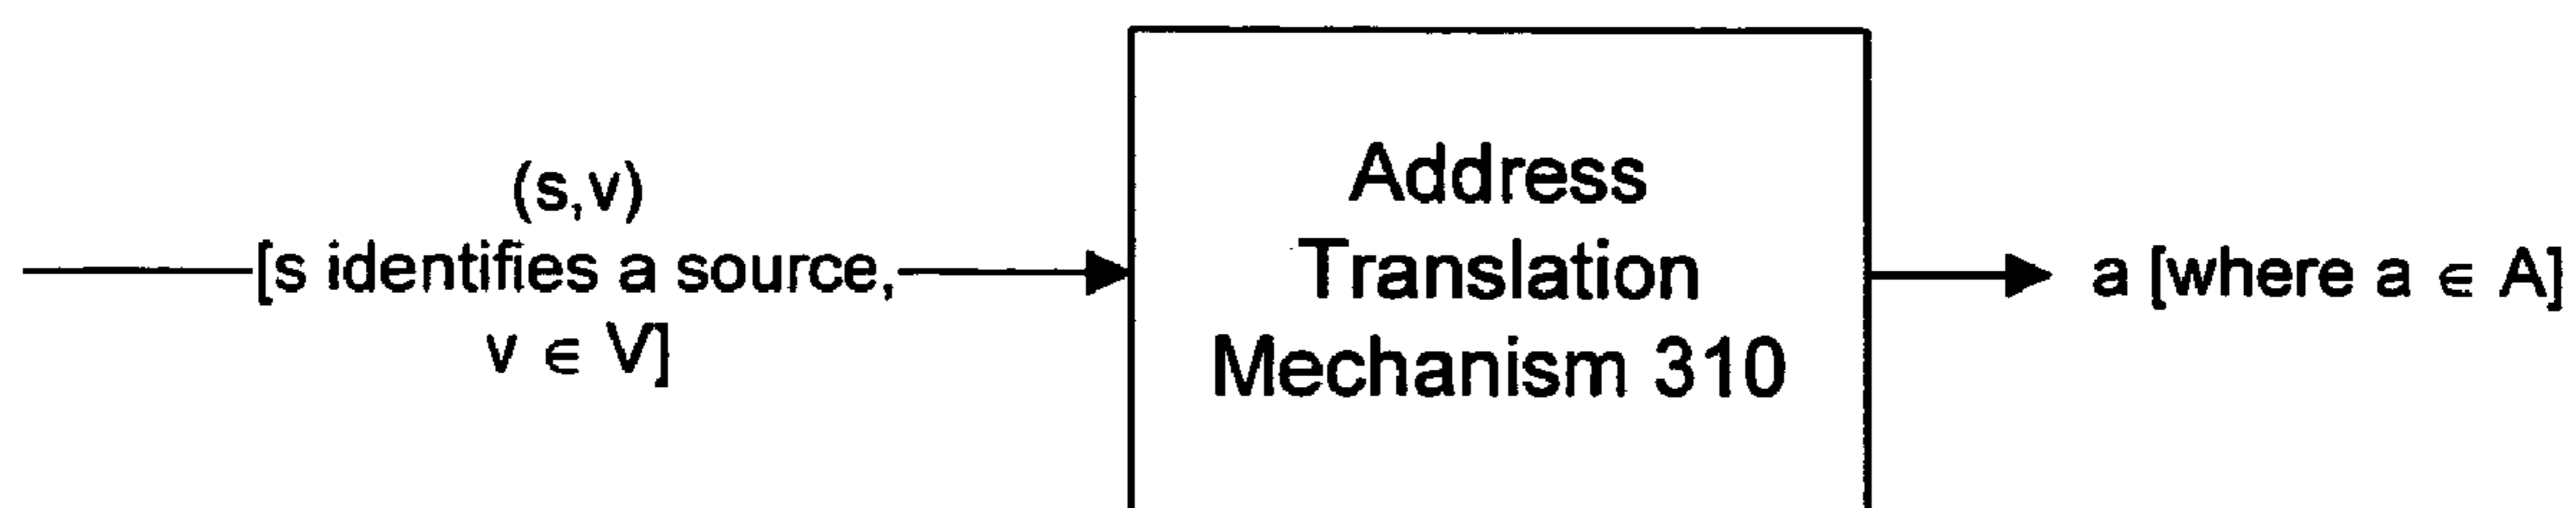 (s,v)
[s identifies a source,
v ∈ V]
Address
Translation
Mechanism 310
a [where a ∈ A]